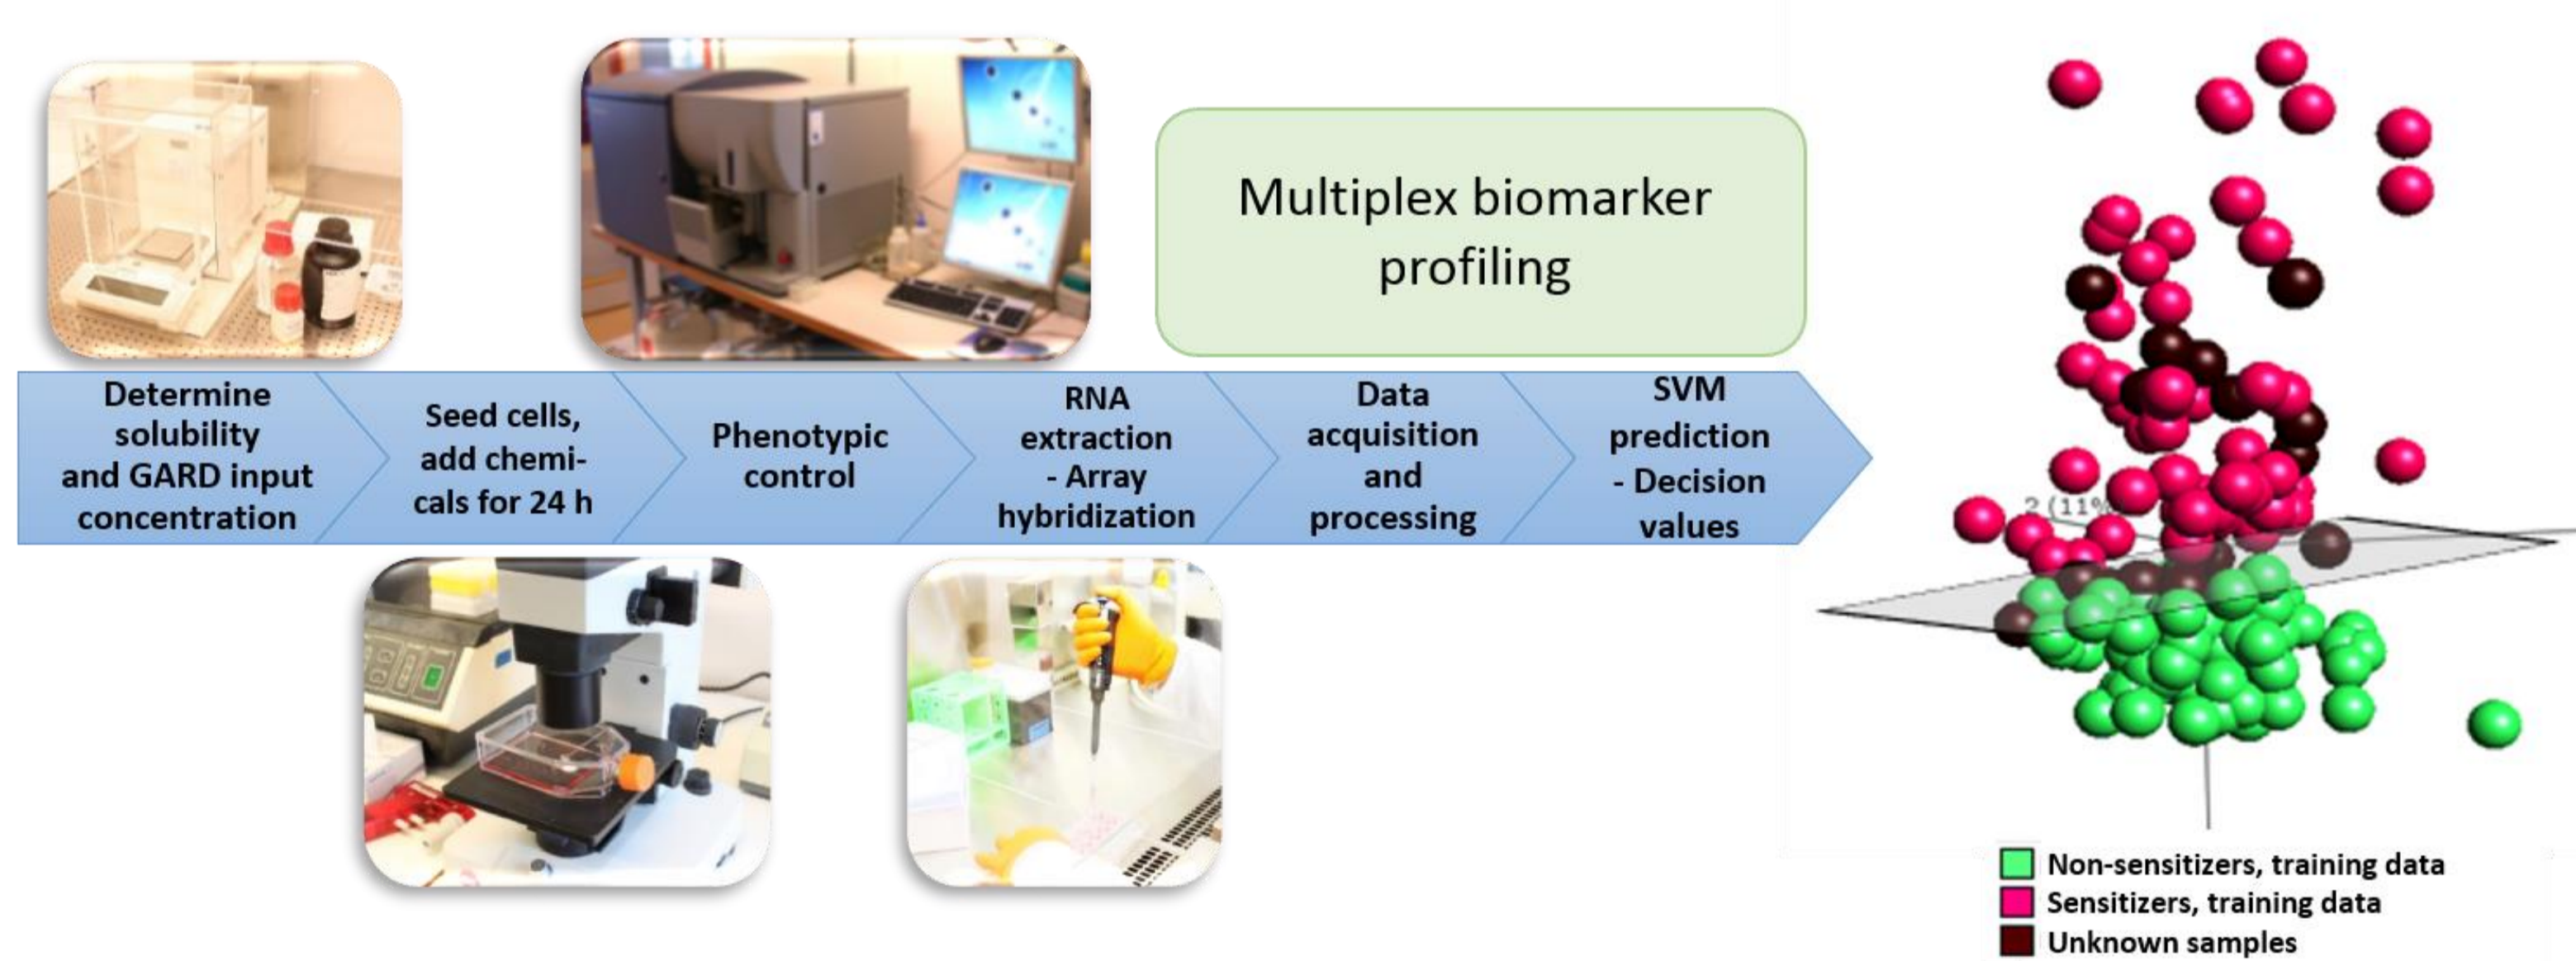 Multiplex biomarker
profiling
Determine
solubility
and GARD input
concentration
Seed cells,
add chemi-
cals for 24 h
Phenotypic
control
RNA
extraction
- Array
hybridization
Data
acquisition
and
processing
SVM
prediction
- Decision
values
2 (11%
Non-sensitizers, training data
Sensitizers, training data
Unknown samples